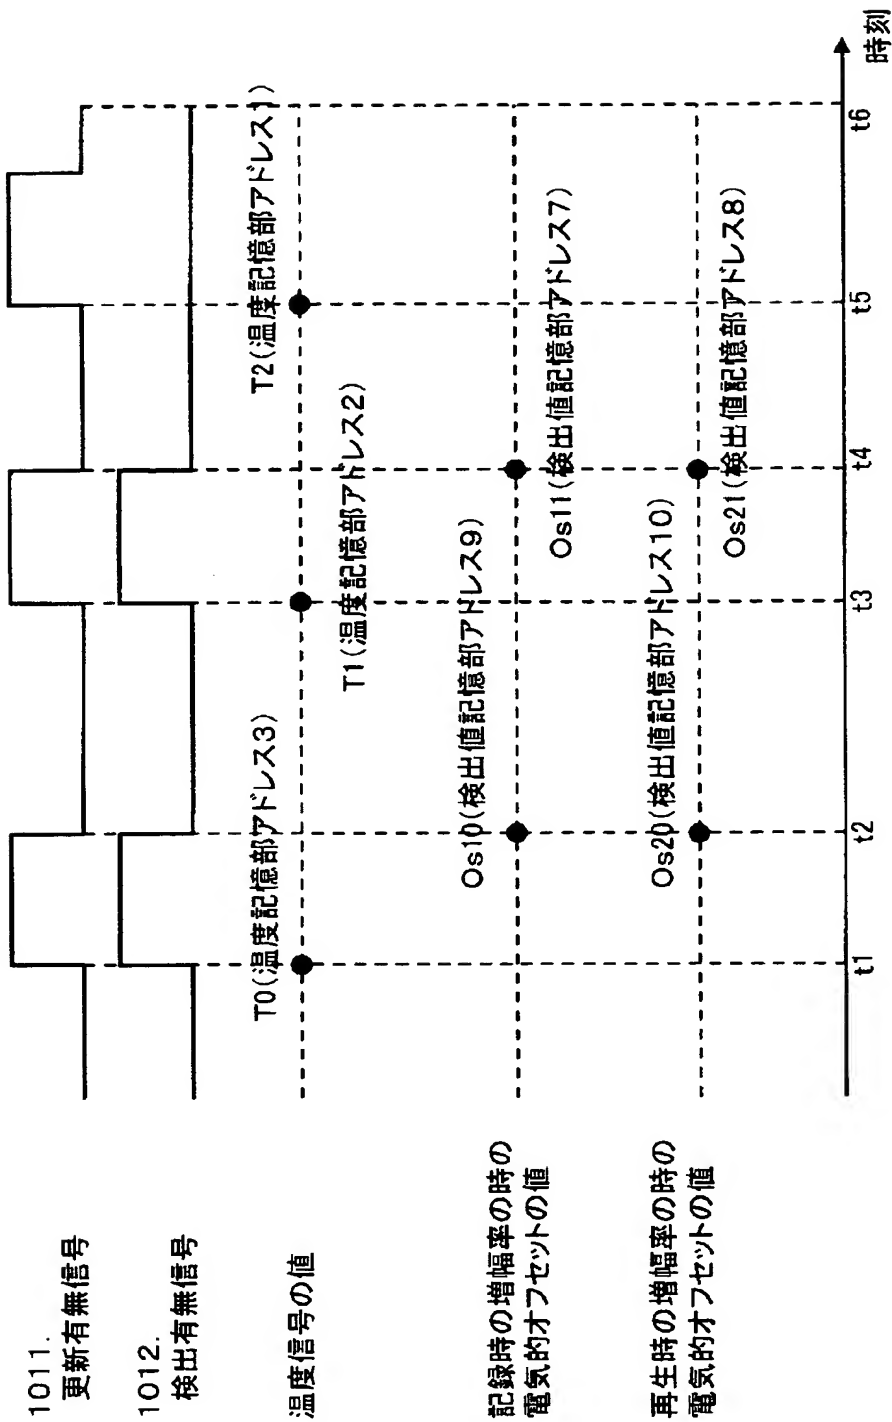 1011.
更新有無信号
1012.
検出有無信号
温度信号の値
T0(温度記憶部アドレス3)
T1(温度記憶部アドレス2)
T2(温度記憶部アドレス1)
記録時の増幅率の時の
電気的オフセットの値
Os10(検出値記憶部アドレス9)
Os11(検出値記憶部アドレス7)
再生時の増幅率の時の
電気的オフセットの値
Os20(検出値記憶部アドレス10)
Os21(検出値記憶部アドレス8)
t1
t2
t3
t4
t5
t6
時刻